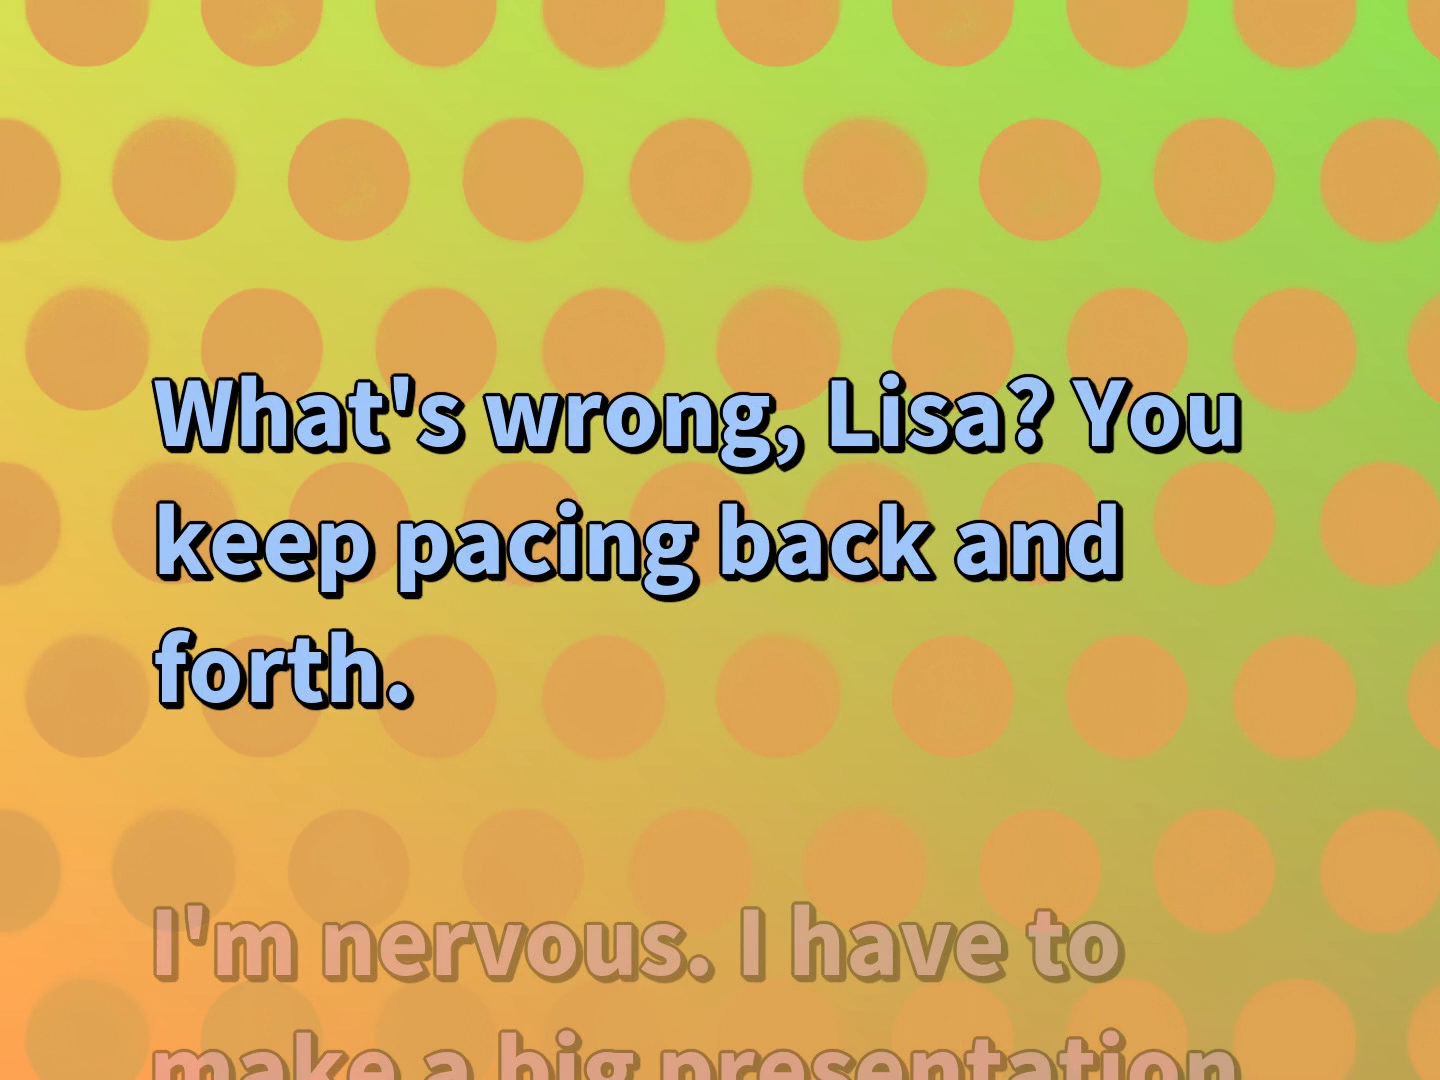 What's wrong, Lisa? You
keep pacing back and
forth.
I'm nervous. I have to
make a big presentation